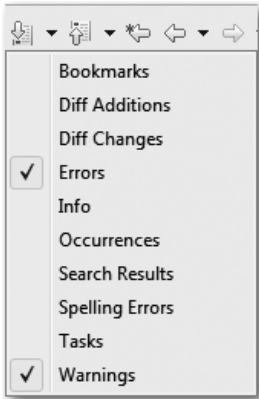 Bookmarks
Diff Additions
Diff Changes
Errors
Info
Occurrences
Search Results
Spelling Errors
Tasks
Warnings